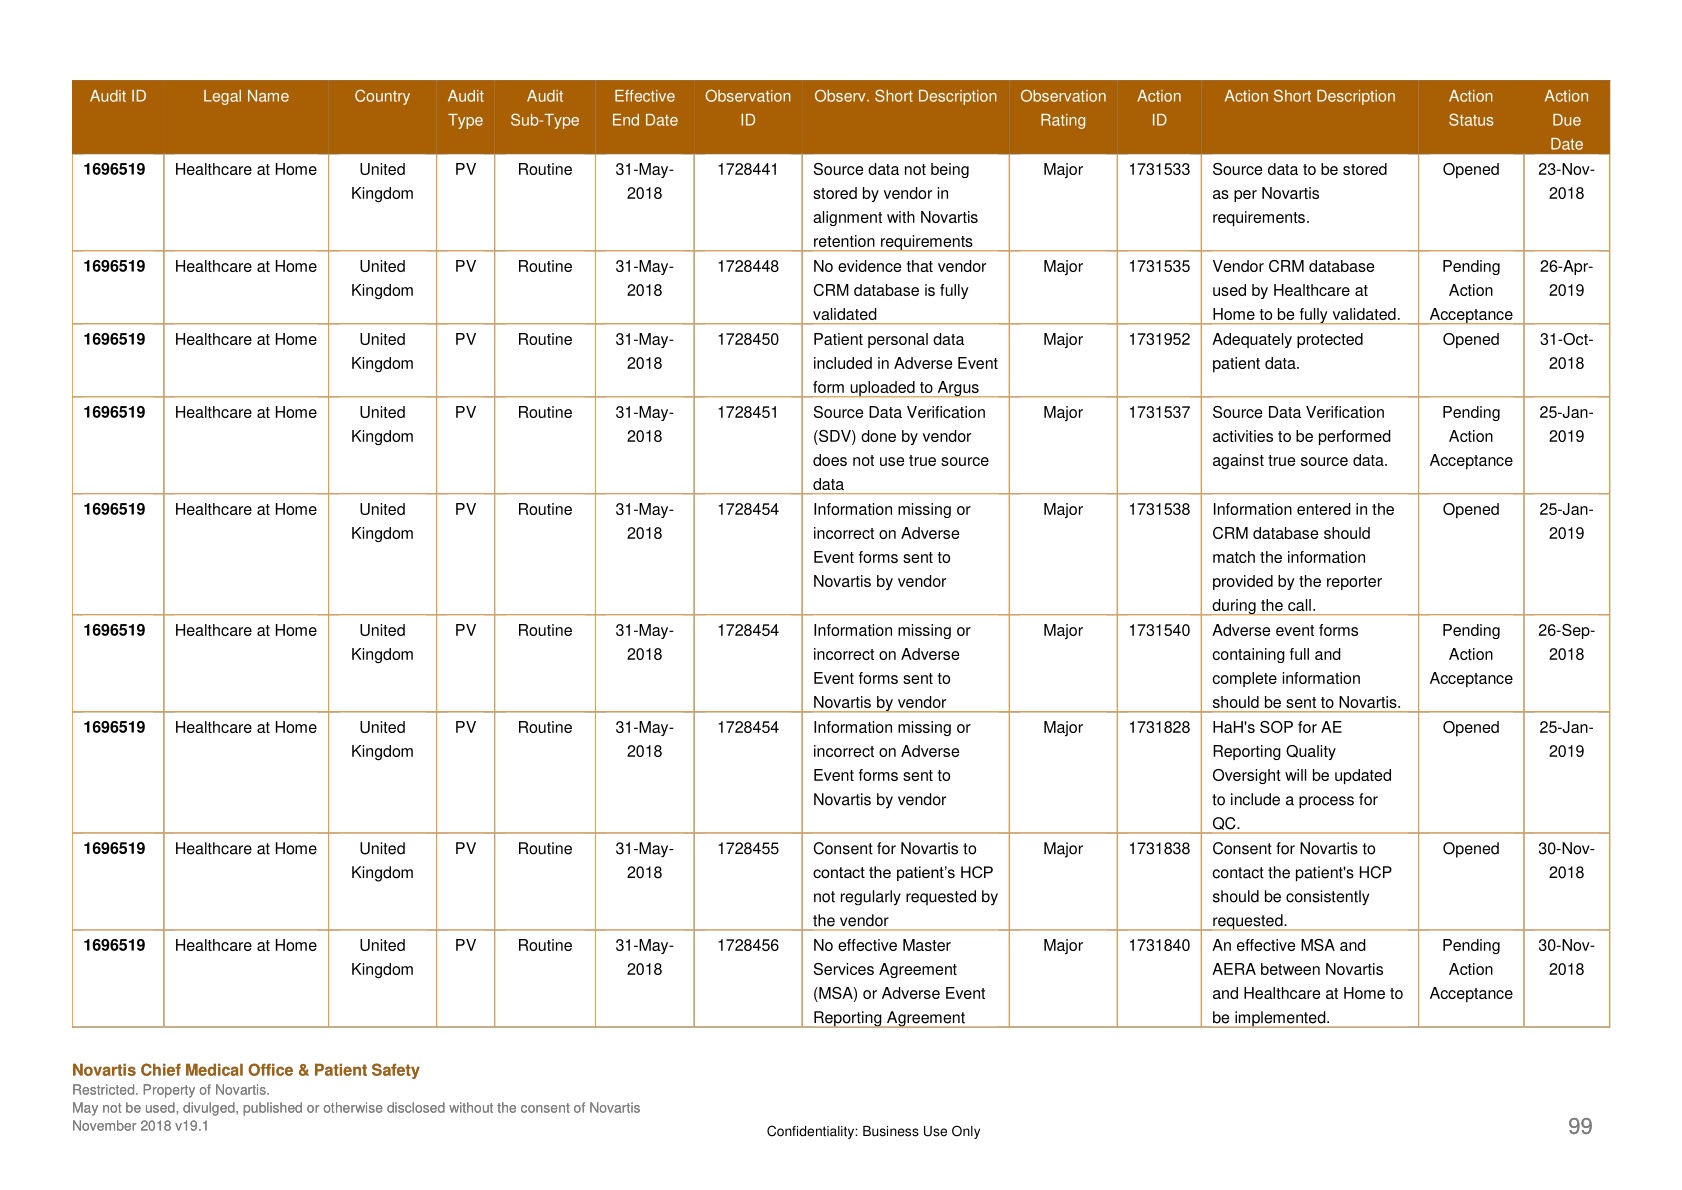 Audit ID Legal Name Country Audit Audit Effective Observation Observ. Short Description Observation Action Action Short Description Action Action
Type Sub-Type End Date ID Rating ID Status Due
Date
1696519 Healthcare at Home United PV Routine 31-May- 1728441 Source data not being Major 1731533 Source data to be stored Opened 23-Nov-
Kingdom 2018 stored by vendor in as per Novartis 2018
alignment with Novartis requirements.
retention requirements
1696519 Healthcare at Home United PV Routine 31-May- 1728448 No evidence that vendor Major 1731535 Vendor CRM database Pending 26-Apr-
Kingdom 2018 CRM database is fully used by Healthcare at Action 2019
validated Home to be fully validated. Acceptance
1696519 Healthcare at Home United PV Routine 31-May- 1728450 Patient personal data Major 1731952 Adequately protected Opened 31-Oct-
Kingdom 2018 included in Adverse Event patient data. 2018
form uploaded to Argus
1696519 Healthcare at Home United PV Routine 31-May- 1728451 Source Data Verification Major 1731537 Source Data Verification Pending 25-Jan-
Kingdom 2018 (SDV) done by vendor activities to be performed Action 2019
does not use true source against true source data. Acceptance
data
1696519 Healthcare at Home United PV Routine 31-May- 1728454 Information missing or Major 1731538 Information entered in the Opened 25-Jan-
Kingdom 2018 incorrect on Adverse CRM database should 2019
Event forms sent to match the information
Novartis by vendor provided by the reporter
during the call.
1696519 Healthcare at Home United PV Routine 31-May- 1728454 Information missing or Major 1731540 Adverse event forms Pending 26-Sep-
Kingdom 2018 incorrect on Adverse containing full and Action 2018
Event forms sent to complete information Acceptance
Novartis by vendor should be sent to Novartis.
1696519 Healthcare at Home United PV Routine 31-May- 1728454 Information missing or Major 1731828 HaH's SOP for AE Opened 25-Jan-
Kingdom 2018 incorrect on Adverse Reporting Quality 2019
Event forms sent to Oversight will be updated
Novartis by vendor to include a process for
QC.
1696519 Healthcare at Home United PV Routine 31-May- 1728455 Consent for Novartis to Major 1731838 Consent for Novartis to Opened 30-Nov-
Kingdom 2018 contact the patient’s HCP contact the patient's HCP 2018
not regularly requested by should be consistently
the vendor requested.
1696519 Healthcare at Home United PV Routine 31-May- 1728456 No effective Master Major 1731840 An effective MSA and Pending 30-Nov-
Kingdom 2018 Services Agreement AERA between Novartis Action 2018
(MSA) or Adverse Event and Healthcare at Home to Acceptance
Reporting Agreement be implemented.
Novartis Chief Medical Office & Patient Safety
Restricted. Property of Novartis.
May not be used, divulged, published or otherwise disclosed without the consent of Novartis
November 2018 v19.1
Confidentiality: Business Use Only
99